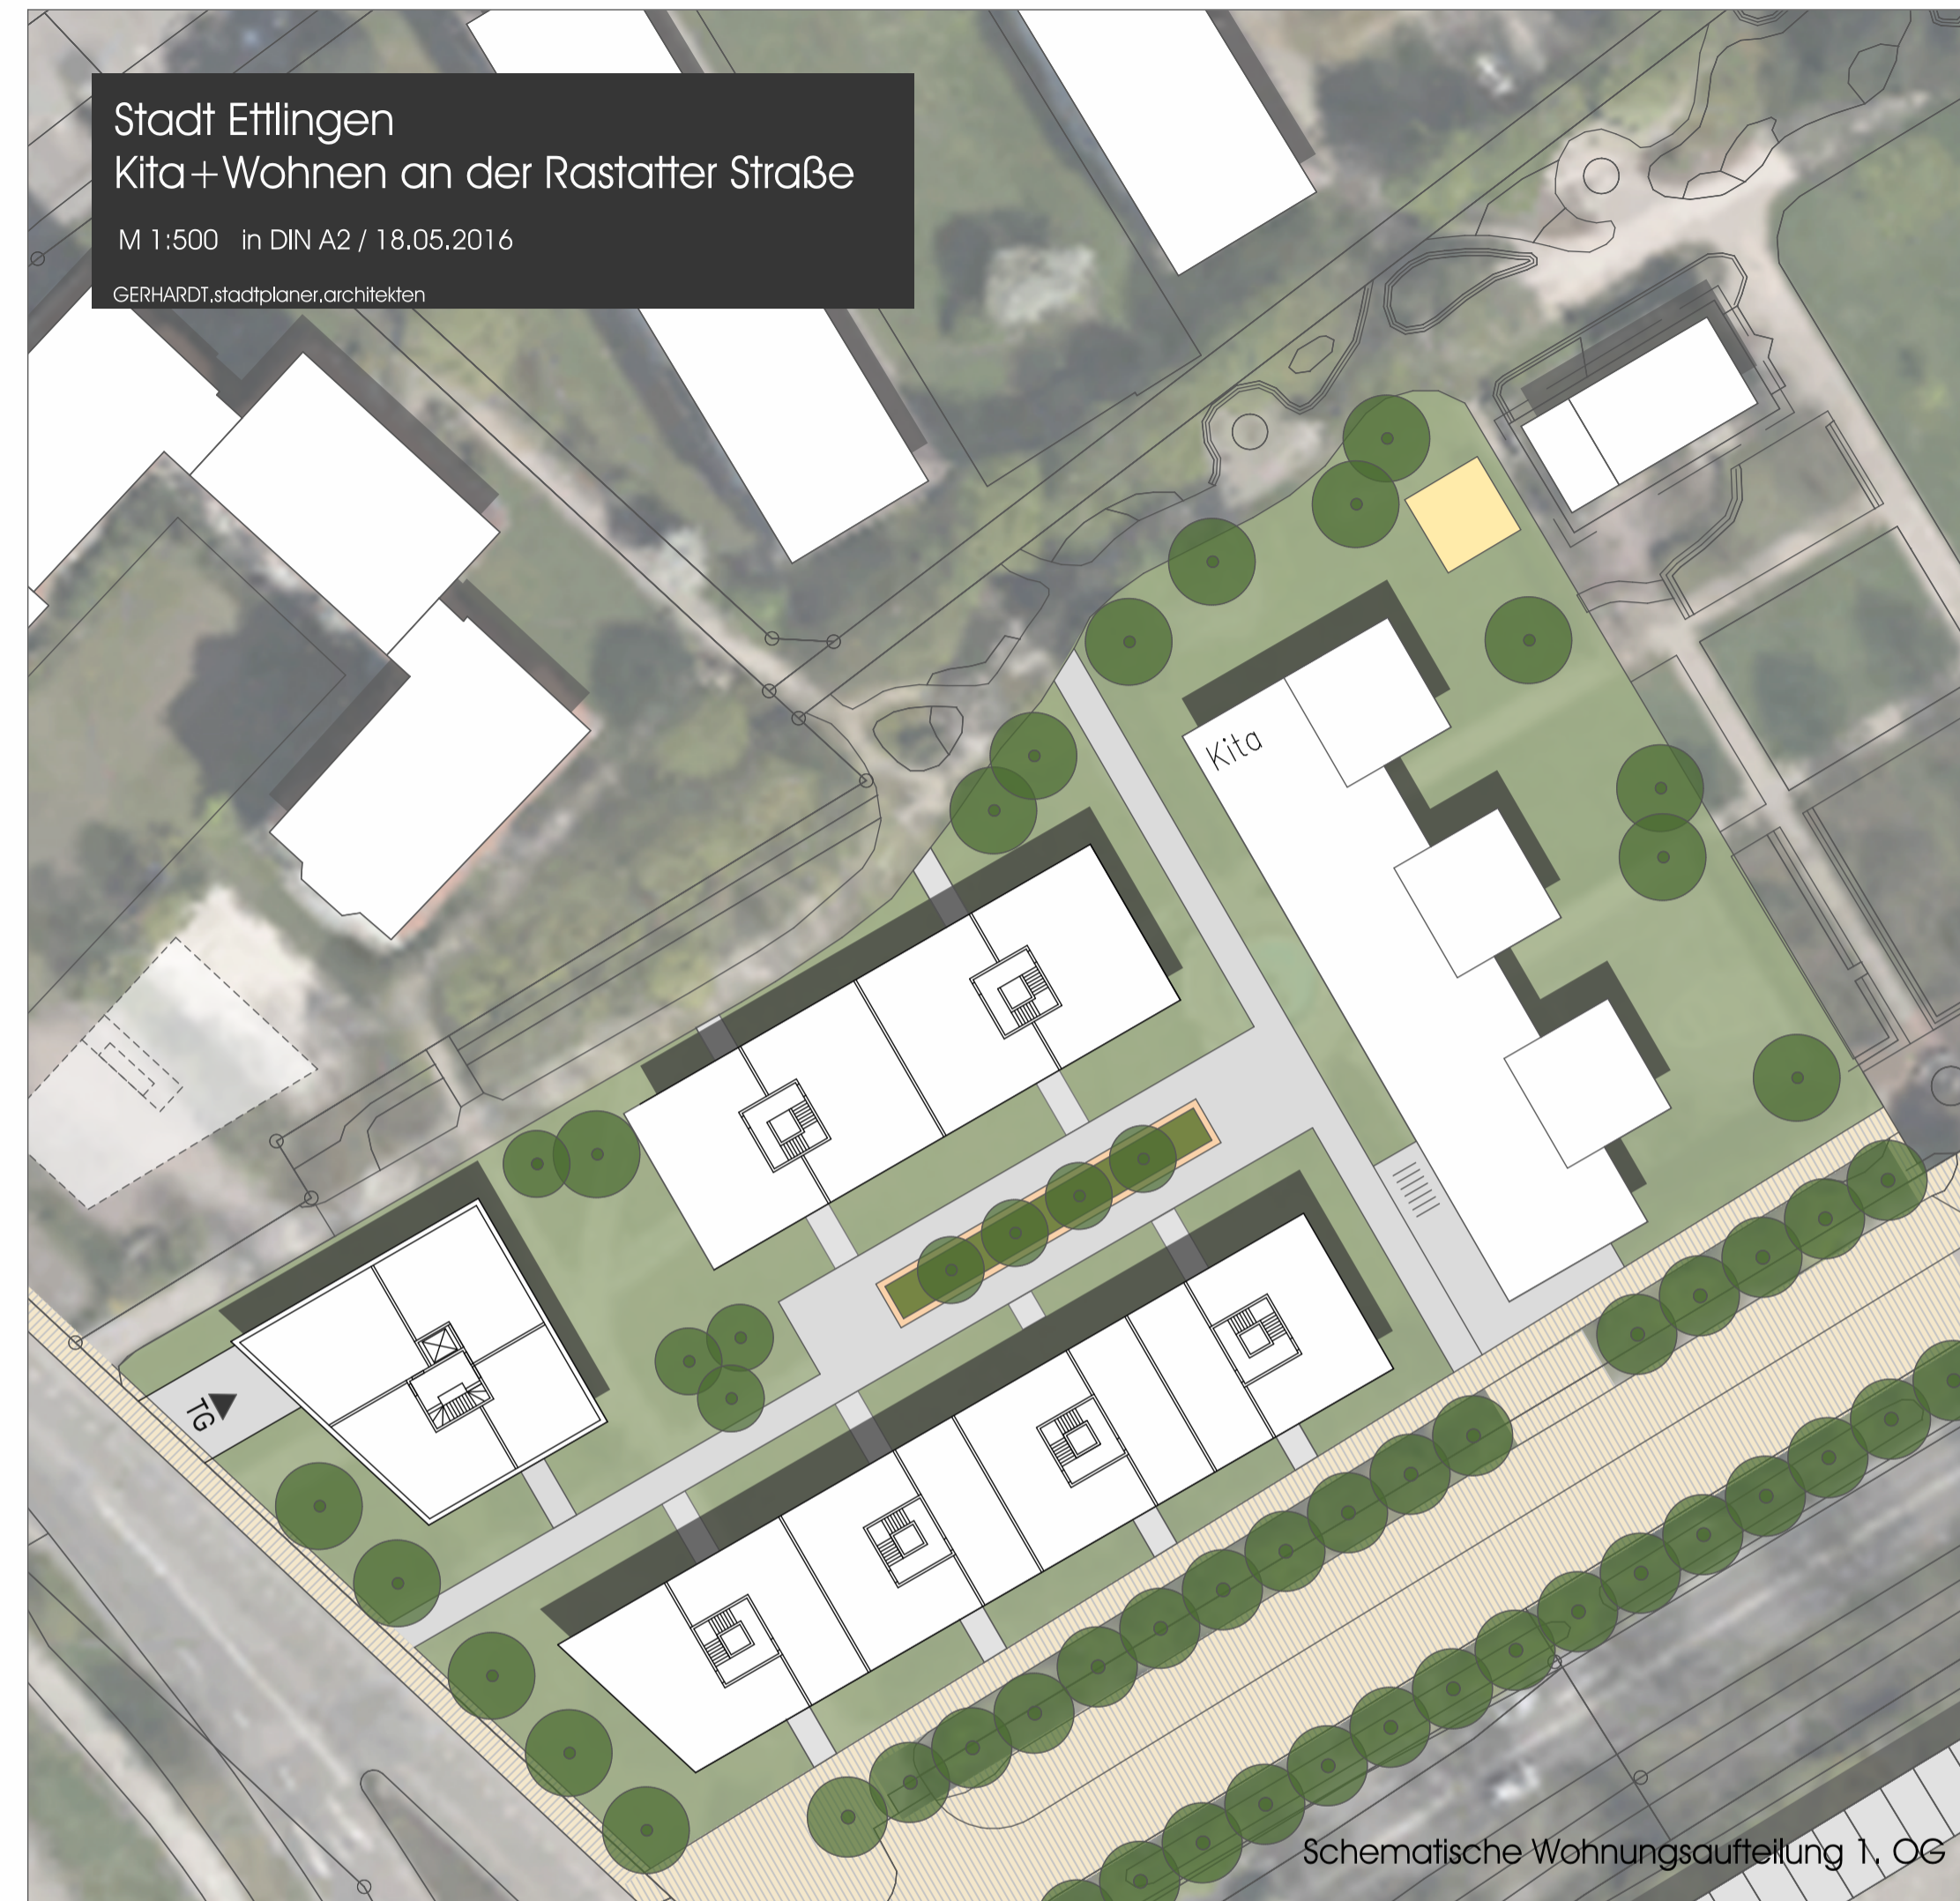 Stadt Ettlingen
Kita+Wohnen an der Rastatter Straße
M 1:500 in DIN A2 / 18.05.2016
GERHARDT.stadtplaner.architekten
Kita
TG
Schematische Wohnungsaufteilung 1. OG